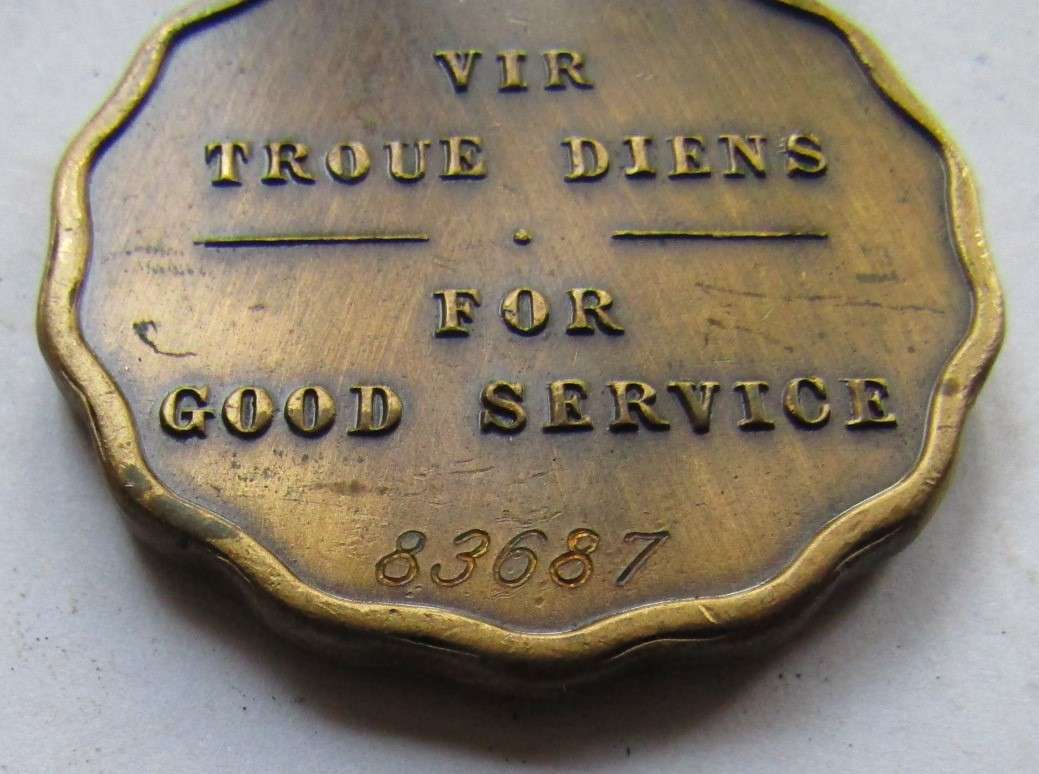 VIR
TROUE DIENS
FOR
GOOD SERVICE
83687